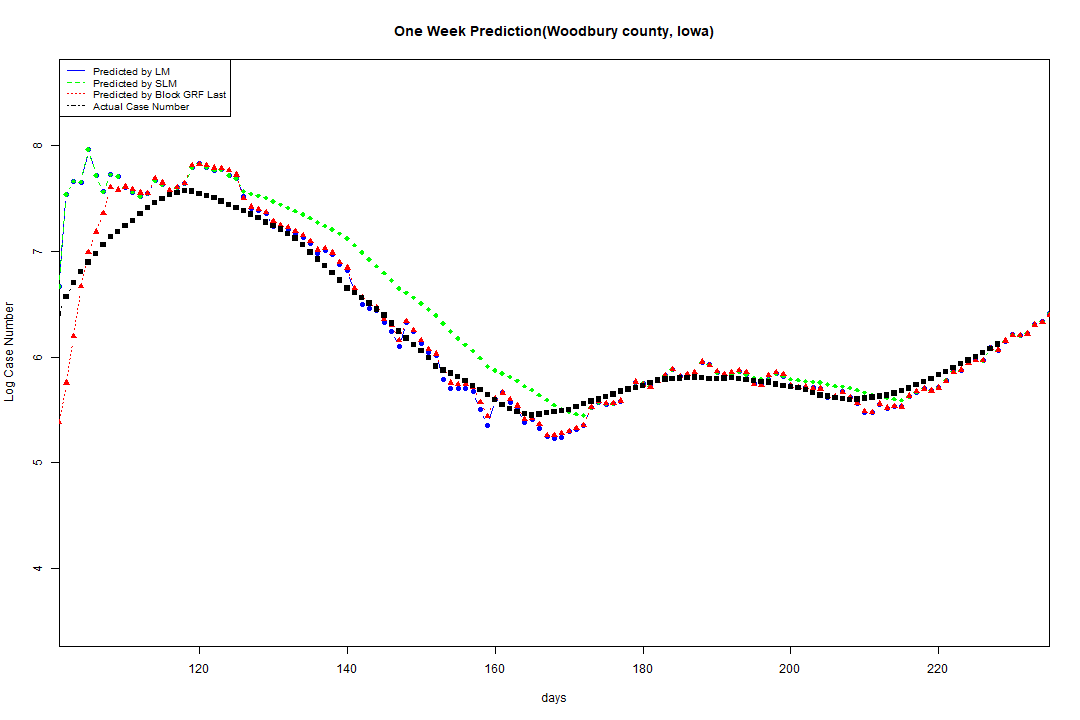 One Week Prediction(Woodbury county, Iowa)
Predicted by LM
Predicted by SLM
Predicted by Block GRF Last
Actual Case Number
8
7
6
5
4
Log Case Number
120 140 160 180 200 220
days